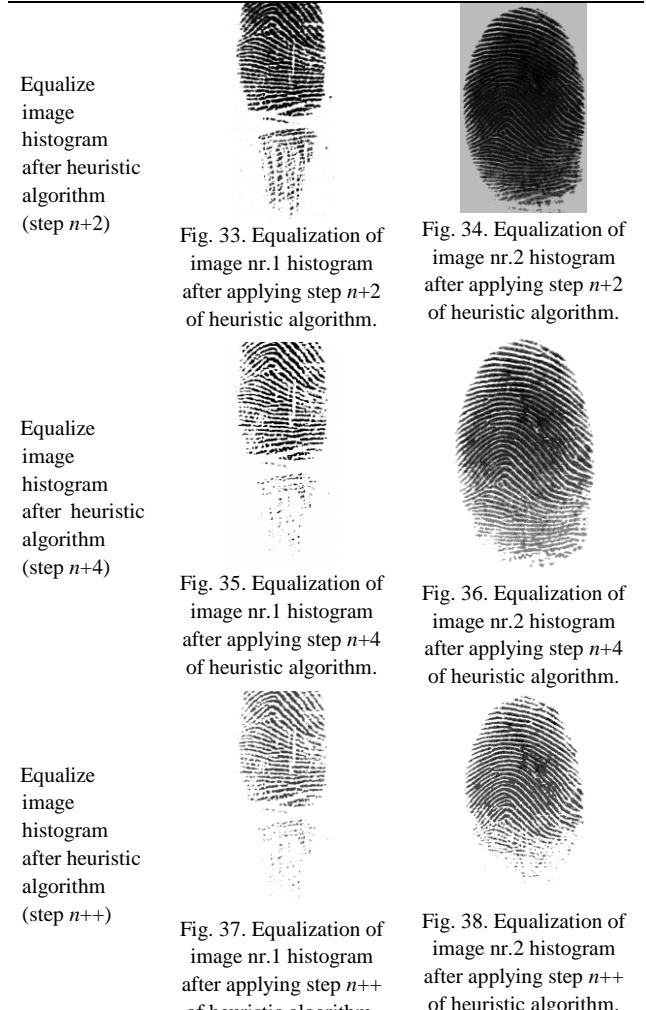 Equalize
image
histogram
after heuristic
algorithm
(step n+2)
Fig. 33. Equalization of
image nr.1 histogram
after applying step n+2
of heuristic algorithm.
Fig. 34. Equalization of
image nr.2 histogram
after applying step n+2
of heuristic algorithm.
Equalize
image
histogram
after heuristic
algorithm
(step n+4)
Fig. 35. Equalization of
image nr.1 histogram
after applying step n+4
of heuristic algorithm.
Fig. 36. Equalization of
image nr.2 histogram
after applying step n+4
of heuristic algorithm.
Equalize
image
histogram
after heuristic
algorithm
(step n++)
Fig. 37. Equalization of
image nr.1 histogram
after applying step n++
of heuristic algorithm.
Fig. 38. Equalization of
image nr.2 histogram
after applying step n++
of heuristic algorithm.